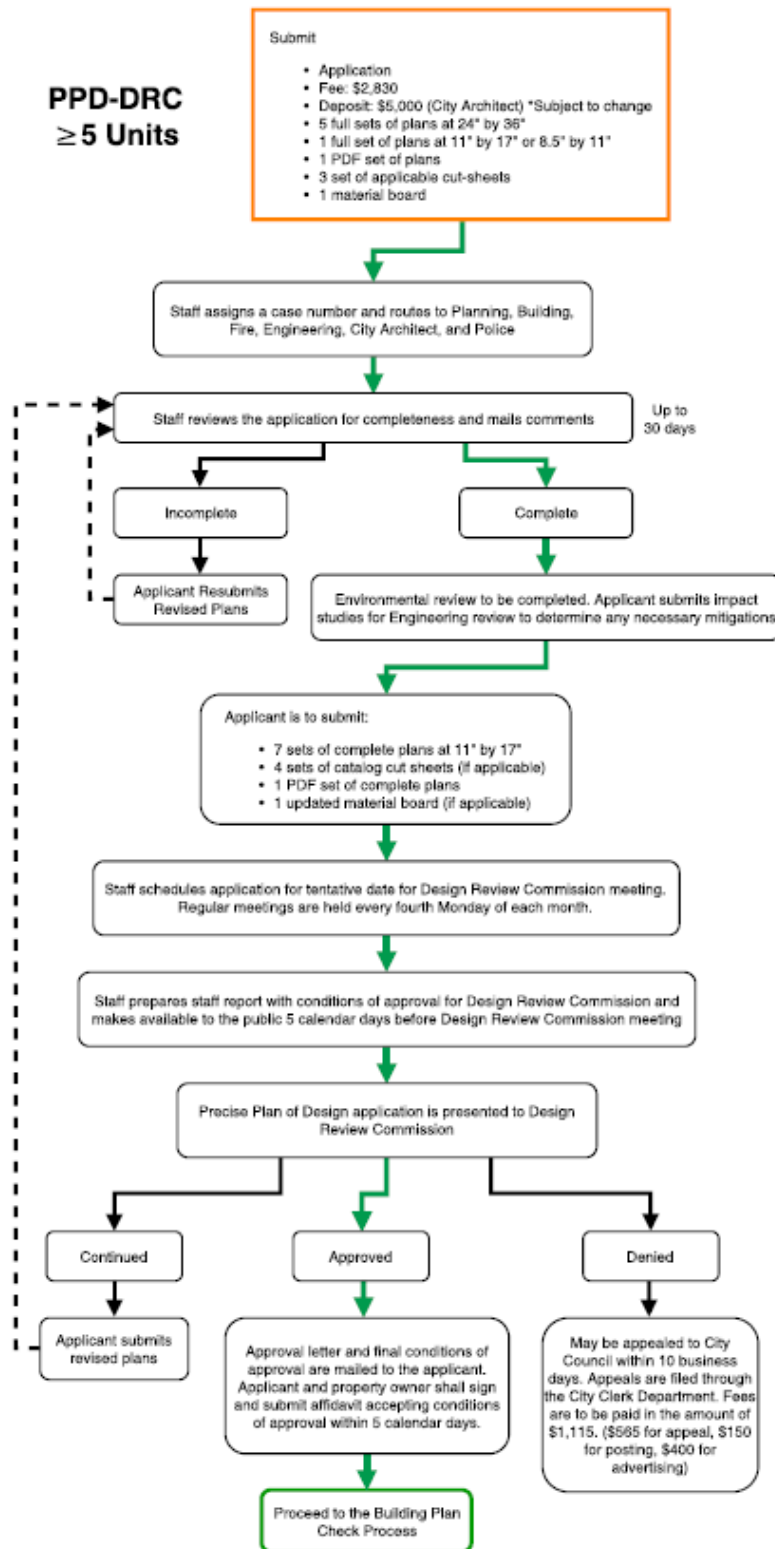 PPD-DRC
≥ 5 Units
Submit
• Application
• Fee: $2,830
• Deposit: $5,000 (City Architect) *Subject to change
• 5 full sets of plans at 24" by 36"
• 1 full set of plans at 11" by 17" or 8.5" by 11"
• 1 PDF set of plans
• 3 set of applicable cut-sheets
• 1 material board
Staff assigns a case number and routes to Planning, Building,
Fire, Engineering, City Architect, and Police
Staff reviews the application for completeness and mails comments
Up to
30 days
Incomplete
Complete
Applicant Resubmits
Revised Plans
Environmental review to be completed. Applicant submits impact
studies for Engineering review to determine any necessary mitigations
Applicant is to submit:
• 7 sets of complete plans at 11" by 17"
• 4 sets of catalog cut sheets (if applicable)
• 1 PDF set of complete plans
• 1 updated material board (if applicable)
Staff schedules application for tentative date for Design Review Commission meeting.
Regular meetings are held every fourth Monday of each month.
Staff prepares staff report with conditions of approval for Design Review Commission and
makes available to the public 5 calendar days before Design Review Commission meeting
Precise Plan of Design application is presented to Design
Review Commission
Continued
Approved
Denied
Applicant submits
revised plans
Approval letter and final conditions of
approval are mailed to the applicant.
Applicant and property owner shall sign
and submit affidavit accepting conditions
of approval within 5 calendar days.
May be appealed to City
Council within 10 business
days. Appeals are filed through
the City Clerk Department. Fees
are to be paid in the amount of
$1,115. ($565 for appeal, $150
for posting, $400 for
advertising)
Proceed to the Building Plan
Check Process